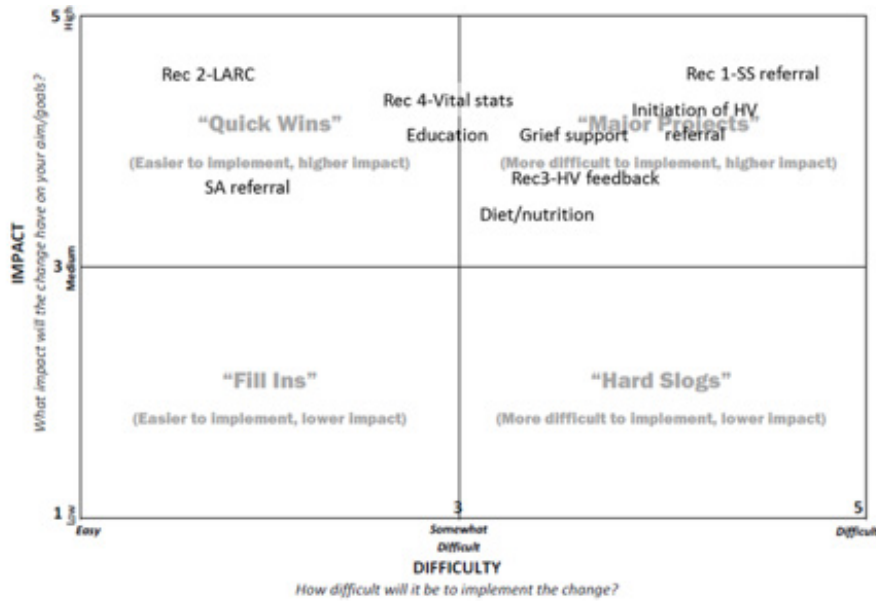 5
High
Rec 2-LARC
Rec 1-SS referral
Rec 4-Vital stats
Initiation of HV
referral
"Quick Wins"
"Major Projects"
Education
Grief support
(Easier to implement, higher impact)
(More difficult to implement, higher impact)
SA referral
Rec3-HV feedback
Diet/nutrition
IMPACT
What impact will the change have on your aim/goals?
3
Medium
"Fill Ins"
"Hard Slogs"
(Easier to implement, lower impact)
(More difficult to implement, lower impact)
1
Low
3
5
Easy
Somewhat
Difficult
Difficult
DIFFICULTY
How difficult will it be to implement the change?